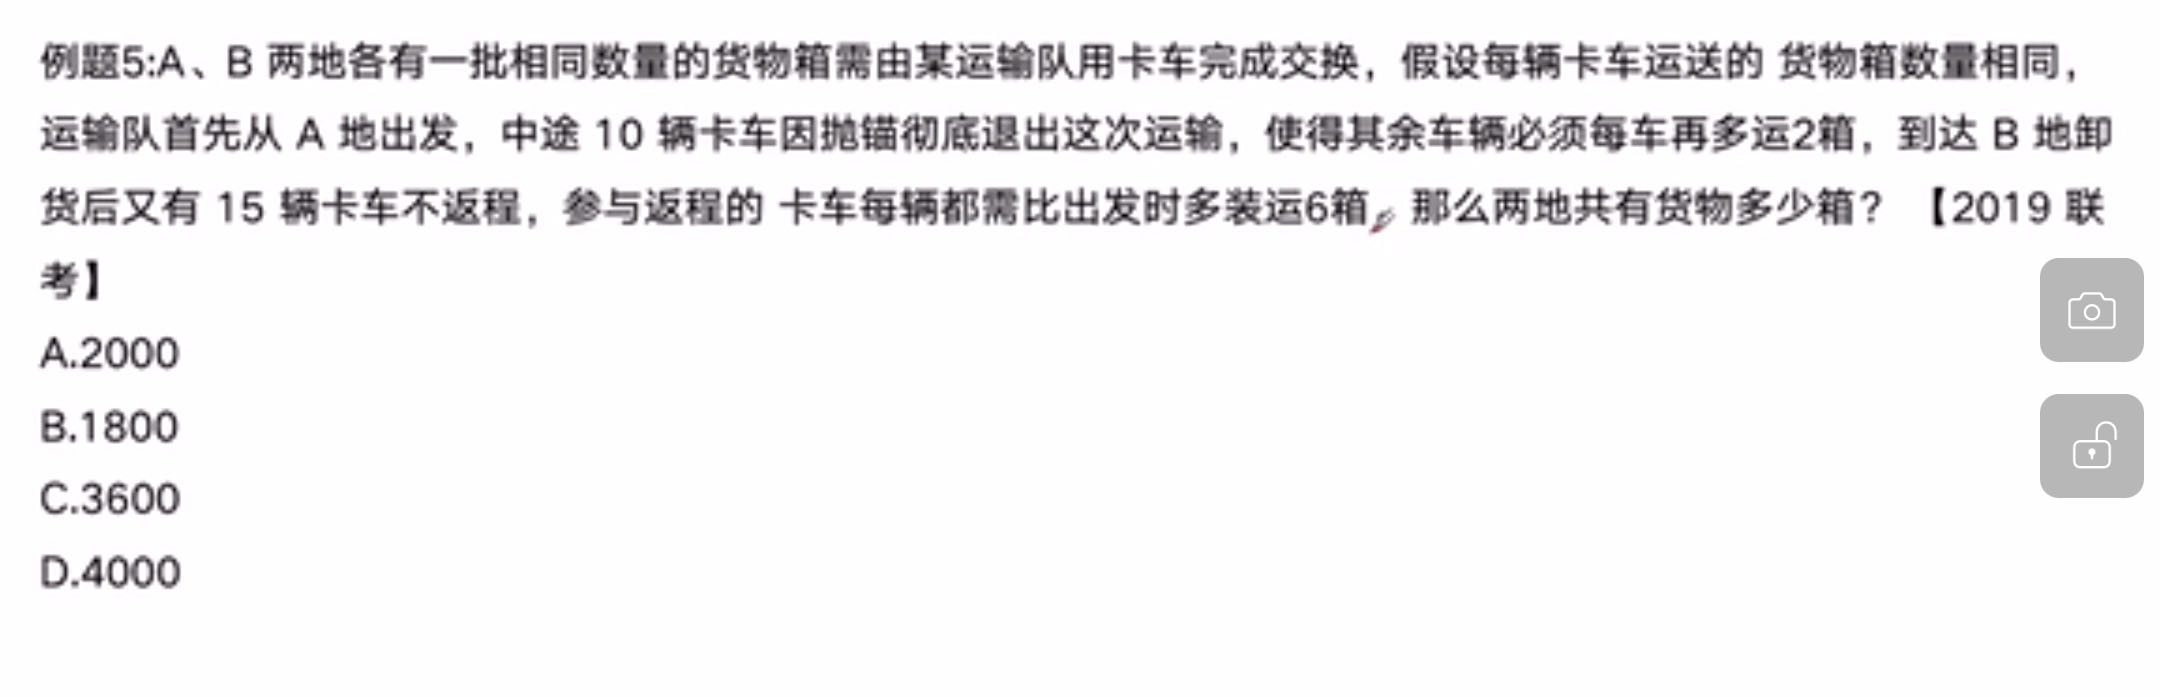 例题5:A、B 两地各有一批相同数量的货物箱需由某运输队用卡车完成交换，假设每辆卡车运送的 货物箱数量相同，
运输队首先从 A 地出发，中途 10 辆卡车因抛锚彻底退出这次运输，使得其余车辆必须每车再多运2箱，到达 B 地卸
货后又有 15 辆卡车不返程，参与返程的 卡车每辆都需比出发时多装运6箱。那么两地共有货物多少箱？ 【2019 联
考】
A.2000
B.1800
C.3600
D.4000